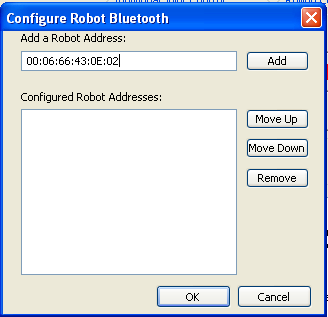 Configure Robot Bluetooth
Add a Robot Address:
00:06:66:43:0E:02
Add
Configured Robot Addresses:
Move Up
Move Down
Remove
OK
Cancel